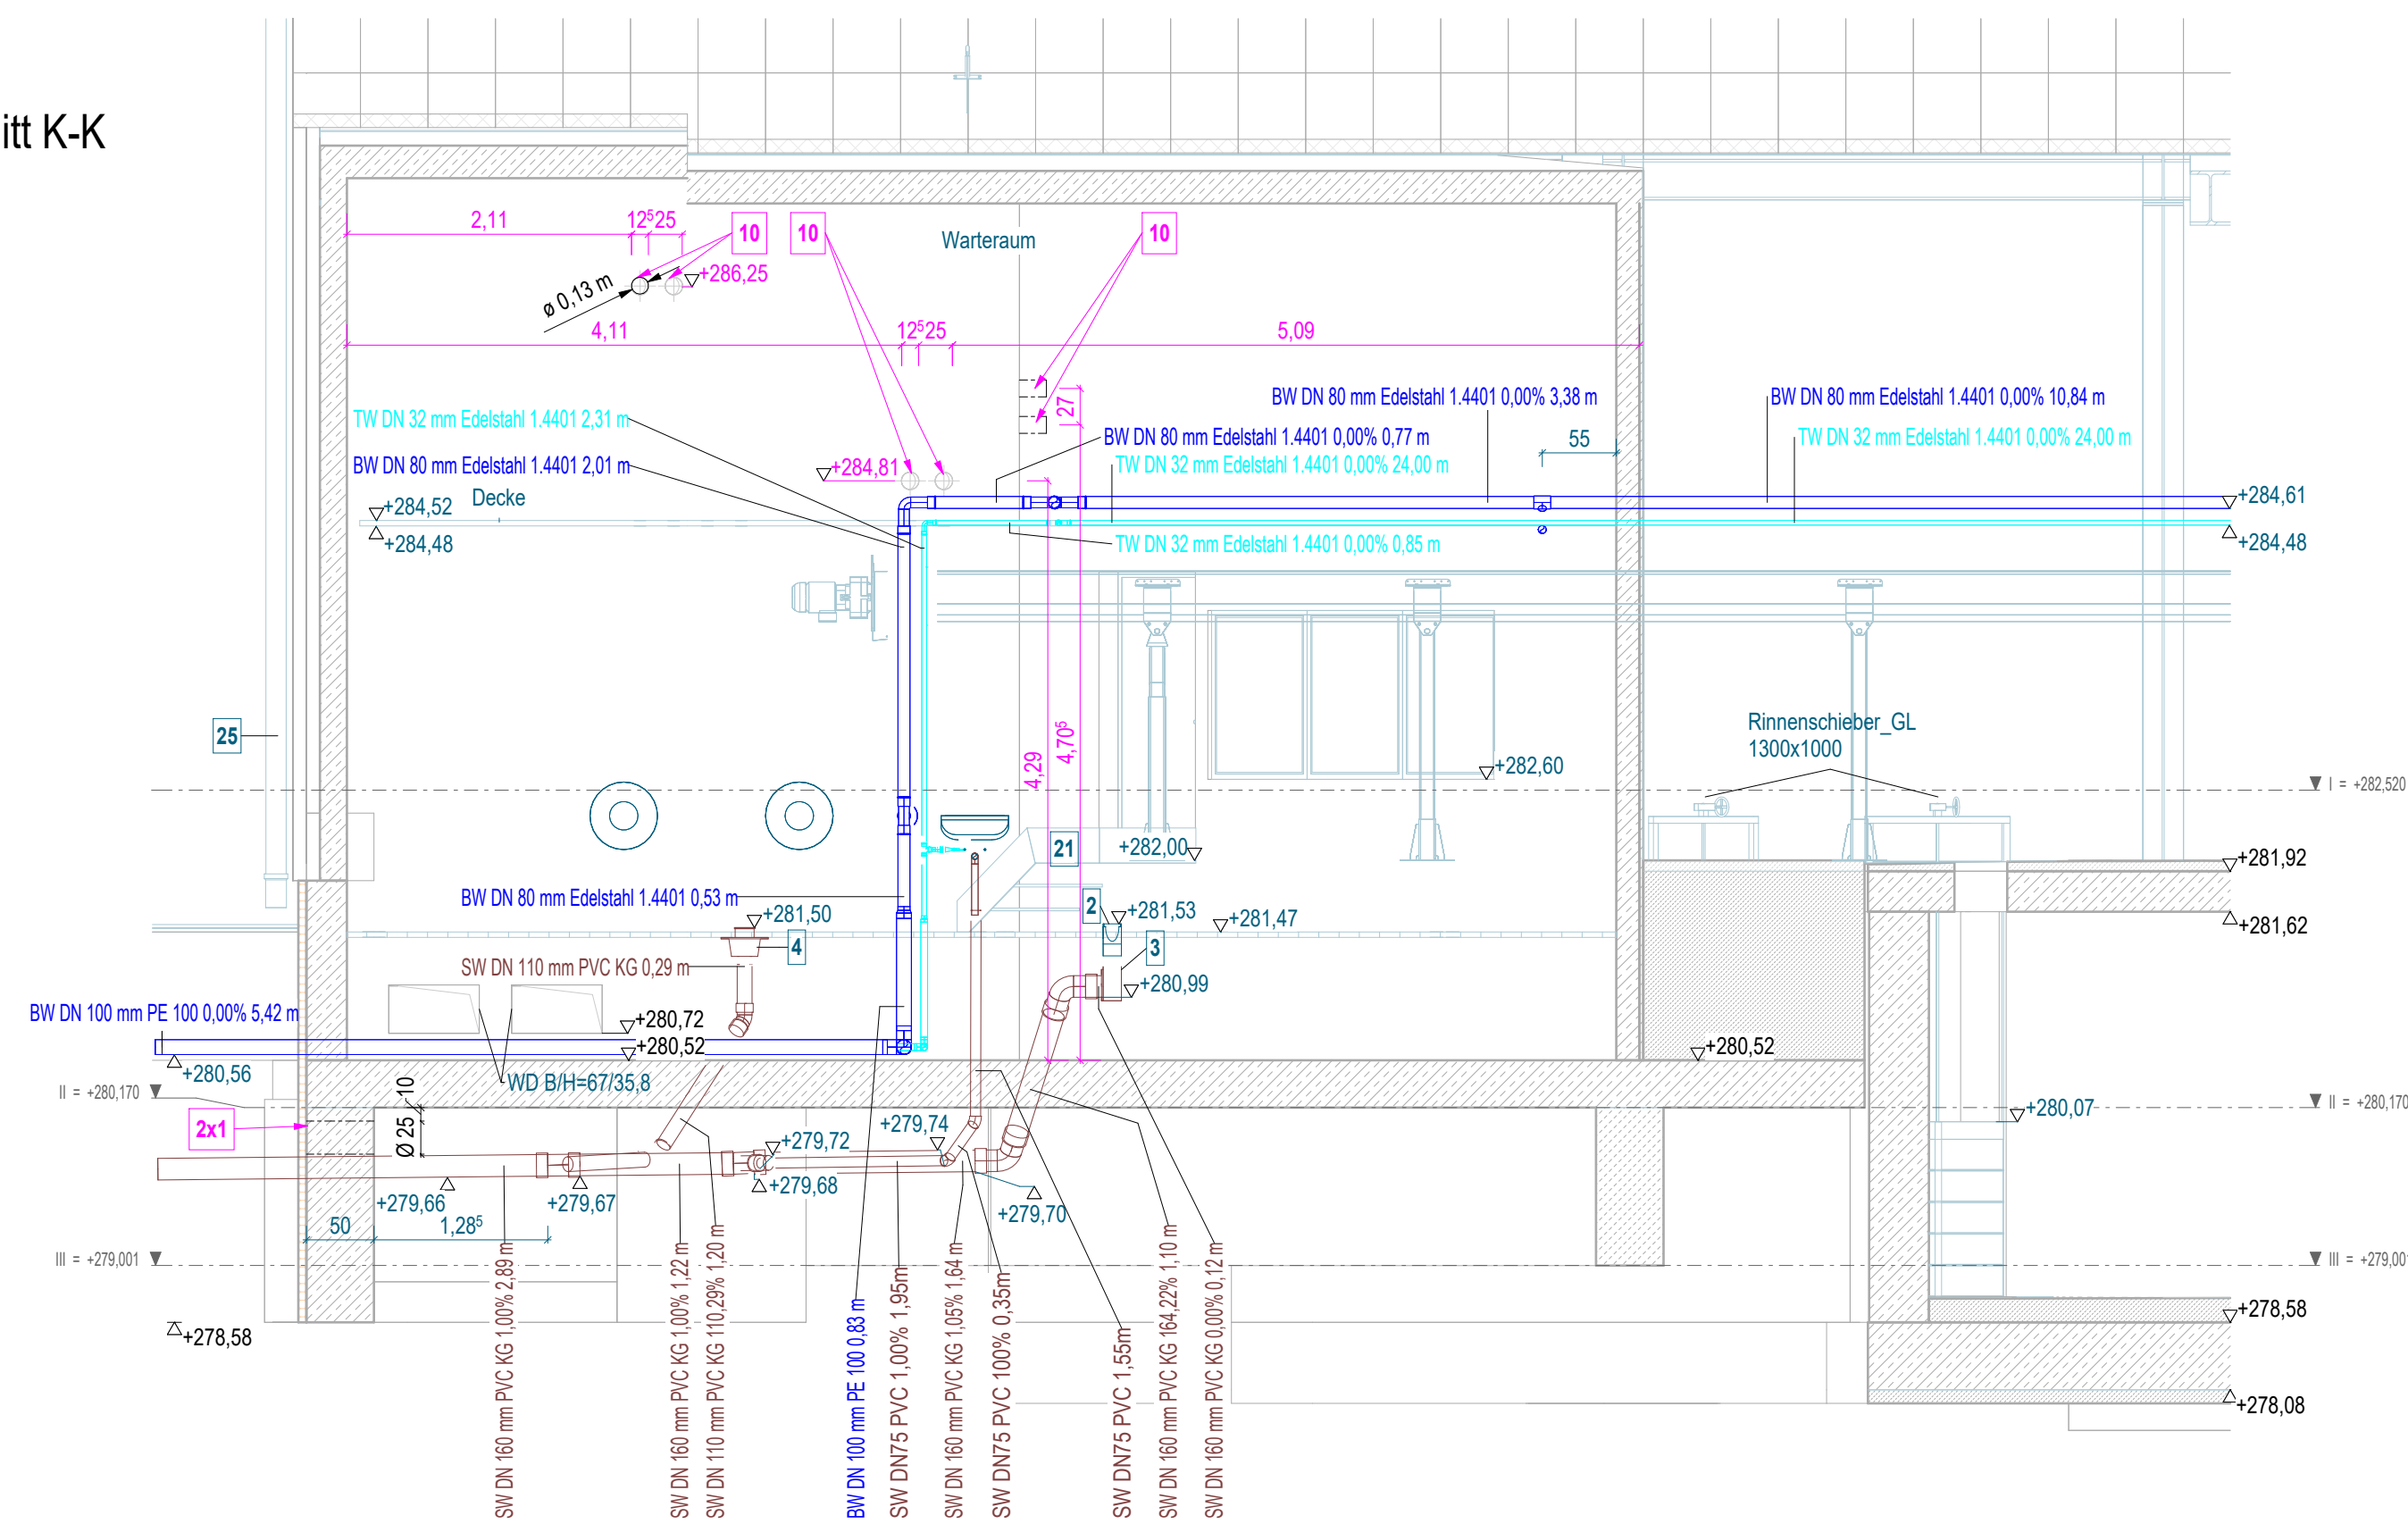 itt K-K
2,11
12⁵25
10
10
Warteraum
10
+286,25
ø 0,13 m
4,11
12⁵25
5,09
27
BW DN 80 mm Edelstahl 1.4401 0,00% 3,38 m
BW DN 80 mm Edelstahl 1.4401 0,00% 10,84 m
TW DN 32 mm Edelstahl 1.4401 2,31 m
BW DN 80 mm Edelstahl 1.4401 0,00% 0,77 m
55
TW DN 32 mm Edelstahl 1.4401 0,00% 24,00 m
BW DN 80 mm Edelstahl 1.4401 2,01 m
+284,81
TW DN 32 mm Edelstahl 1.4401 0,00% 24,00 m
+284,52
Decke
+284,61
+284,48
TW DN 32 mm Edelstahl 1.4401 0,00% 0,85 m
+284,48
25
4,29
4,70⁵
Rinnenschieber_GL
1300x1000
+282,60
I = +282,520
+282,00
21
+281,92
BW DN 80 mm Edelstahl 1.4401 0,53 m
+281,50
2
+281,53
+281,47
+281,62
4
3
SW DN 110 mm PVC KG 0,29 m
+280,99
BW DN 100 mm PE 100 0,00% 5,42 m
+280,72
+280,52
+280,52
+280,56
WD B/H=67/35,8
II = +280,170
II = +280,170
10
Ø 25
2x1
+280,07
+279,74
+279,72
+279,68
+279,66
+279,67
+279,70
50
1,28⁵
III = +279,001
III = +279,001
+278,58
+278,58
+278,08
SW DN 160 mm PVC KG 1,00% 2,89 m
SW DN 160 mm PVC KG 1,00% 1,22 m
SW DN 110 mm PVC KG 110,29% 1,20 m
BW DN 100 mm PE 100 0,83 m
SW DN75 PVC 1,00% 1,95m
SW DN 160 mm PVC KG 1,05% 1,64 m
SW DN75 PVC 100% 0,35m
SW DN75 PVC 1,55m
SW DN 160 mm PVC KG 164,22% 1,10 m
SW DN 160 mm PVC KG 0,00% 0,12 m